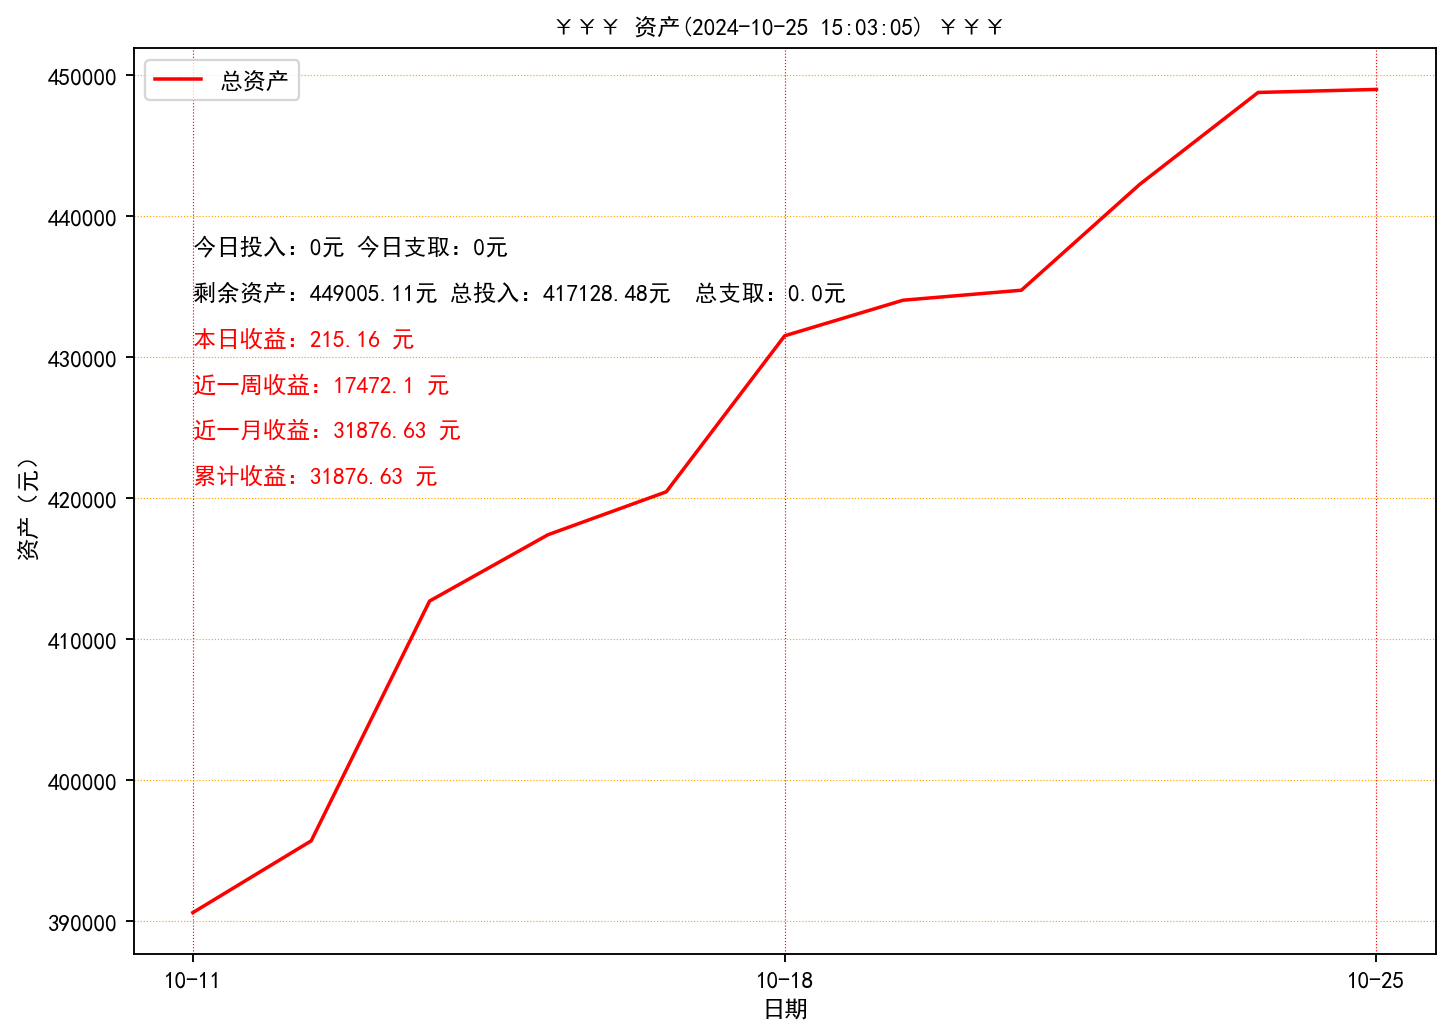 ￥￥￥ 资产(2024-10-25 15:03:05) ￥￥￥
总资产
450000
440000
430000
420000
410000
400000
390000
资产（元）
今日投入：0元 今日支取：0元
剩余资产：449005.11元 总投入：417128.48元  总支取：0.0元
本日收益：215.16 元
近一周收益：17472.1 元
近一月收益：31876.63 元
累计收益：31876.63 元
10-11
10-18
10-25
日期